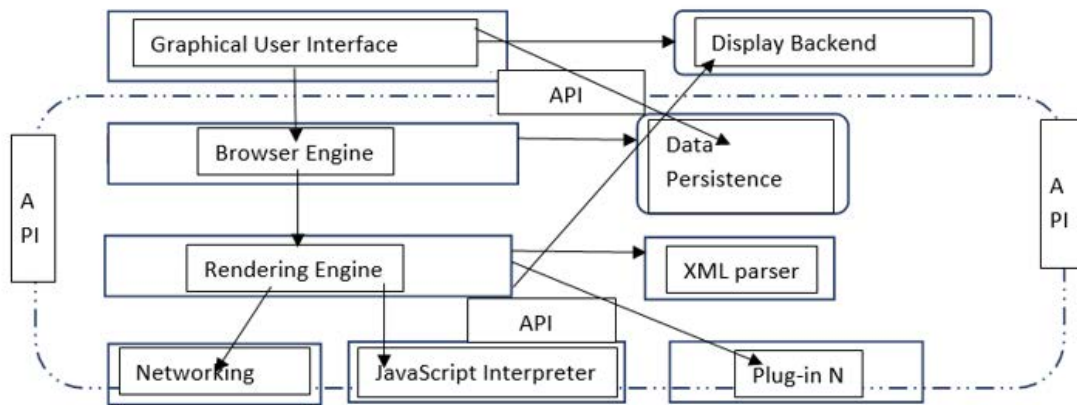 Graphical User Interface
Display Backend
API
Browser Engine
Data
Persistence
A
PI
A
PI
Rendering Engine
XML parser
API
Networking
JavaScript Interpreter
Plug-in N